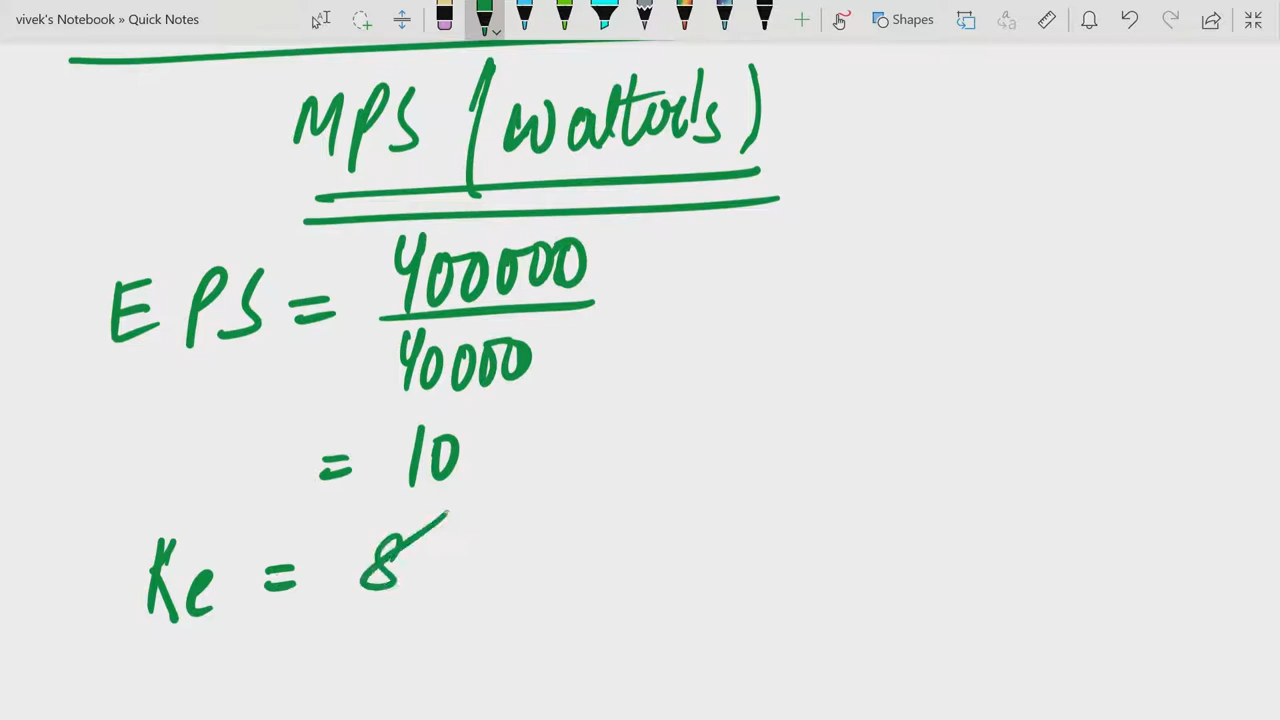 vivek's Notebook » Quick Notes
Shapes
MPS (Walter's)
EPS = 400000
40000
= 10
Ke = 8